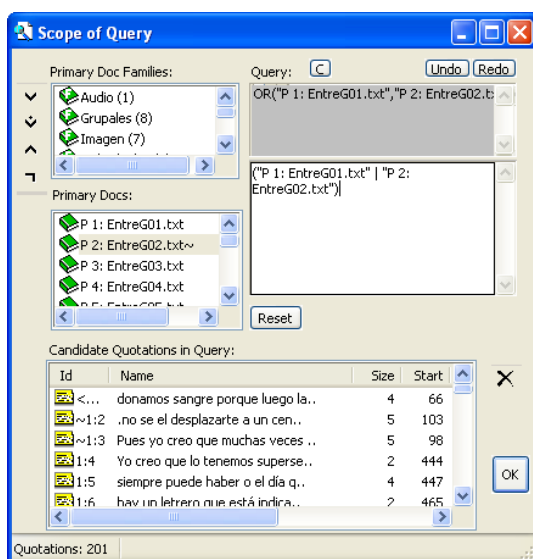 Scope of Query
Primary Doc Families:
Query: C Undo Redo
Audio (1)
Grupales (8)
Imagen (7)
OR("P 1: EntreG01.txt","P 2: EntreG02.t
("P 1: EntreG01.txt" | "P 2:
EntreG02.txt")
Primary Docs:
P 1: EntreG01.txt
P 2: EntreG02.txt~
P 3: EntreG03.txt
P 4: EntreG04.txt
Reset
Candidate Quotations in Query:
Id Name Size Start
<... donamos sangre porque luego la.. 4 66
~1:2 .no se el desplazarte a un cen.. 5 103
~1:3 Pues yo creo que muchas veces .. 5 98
1:4 Yo creo que lo tenemos superse.. 2 444
1:5 siempre puede haber o el día q.. 4 447
1:6 hay un letrero que está indica.. 2 465
OK
Quotations: 201